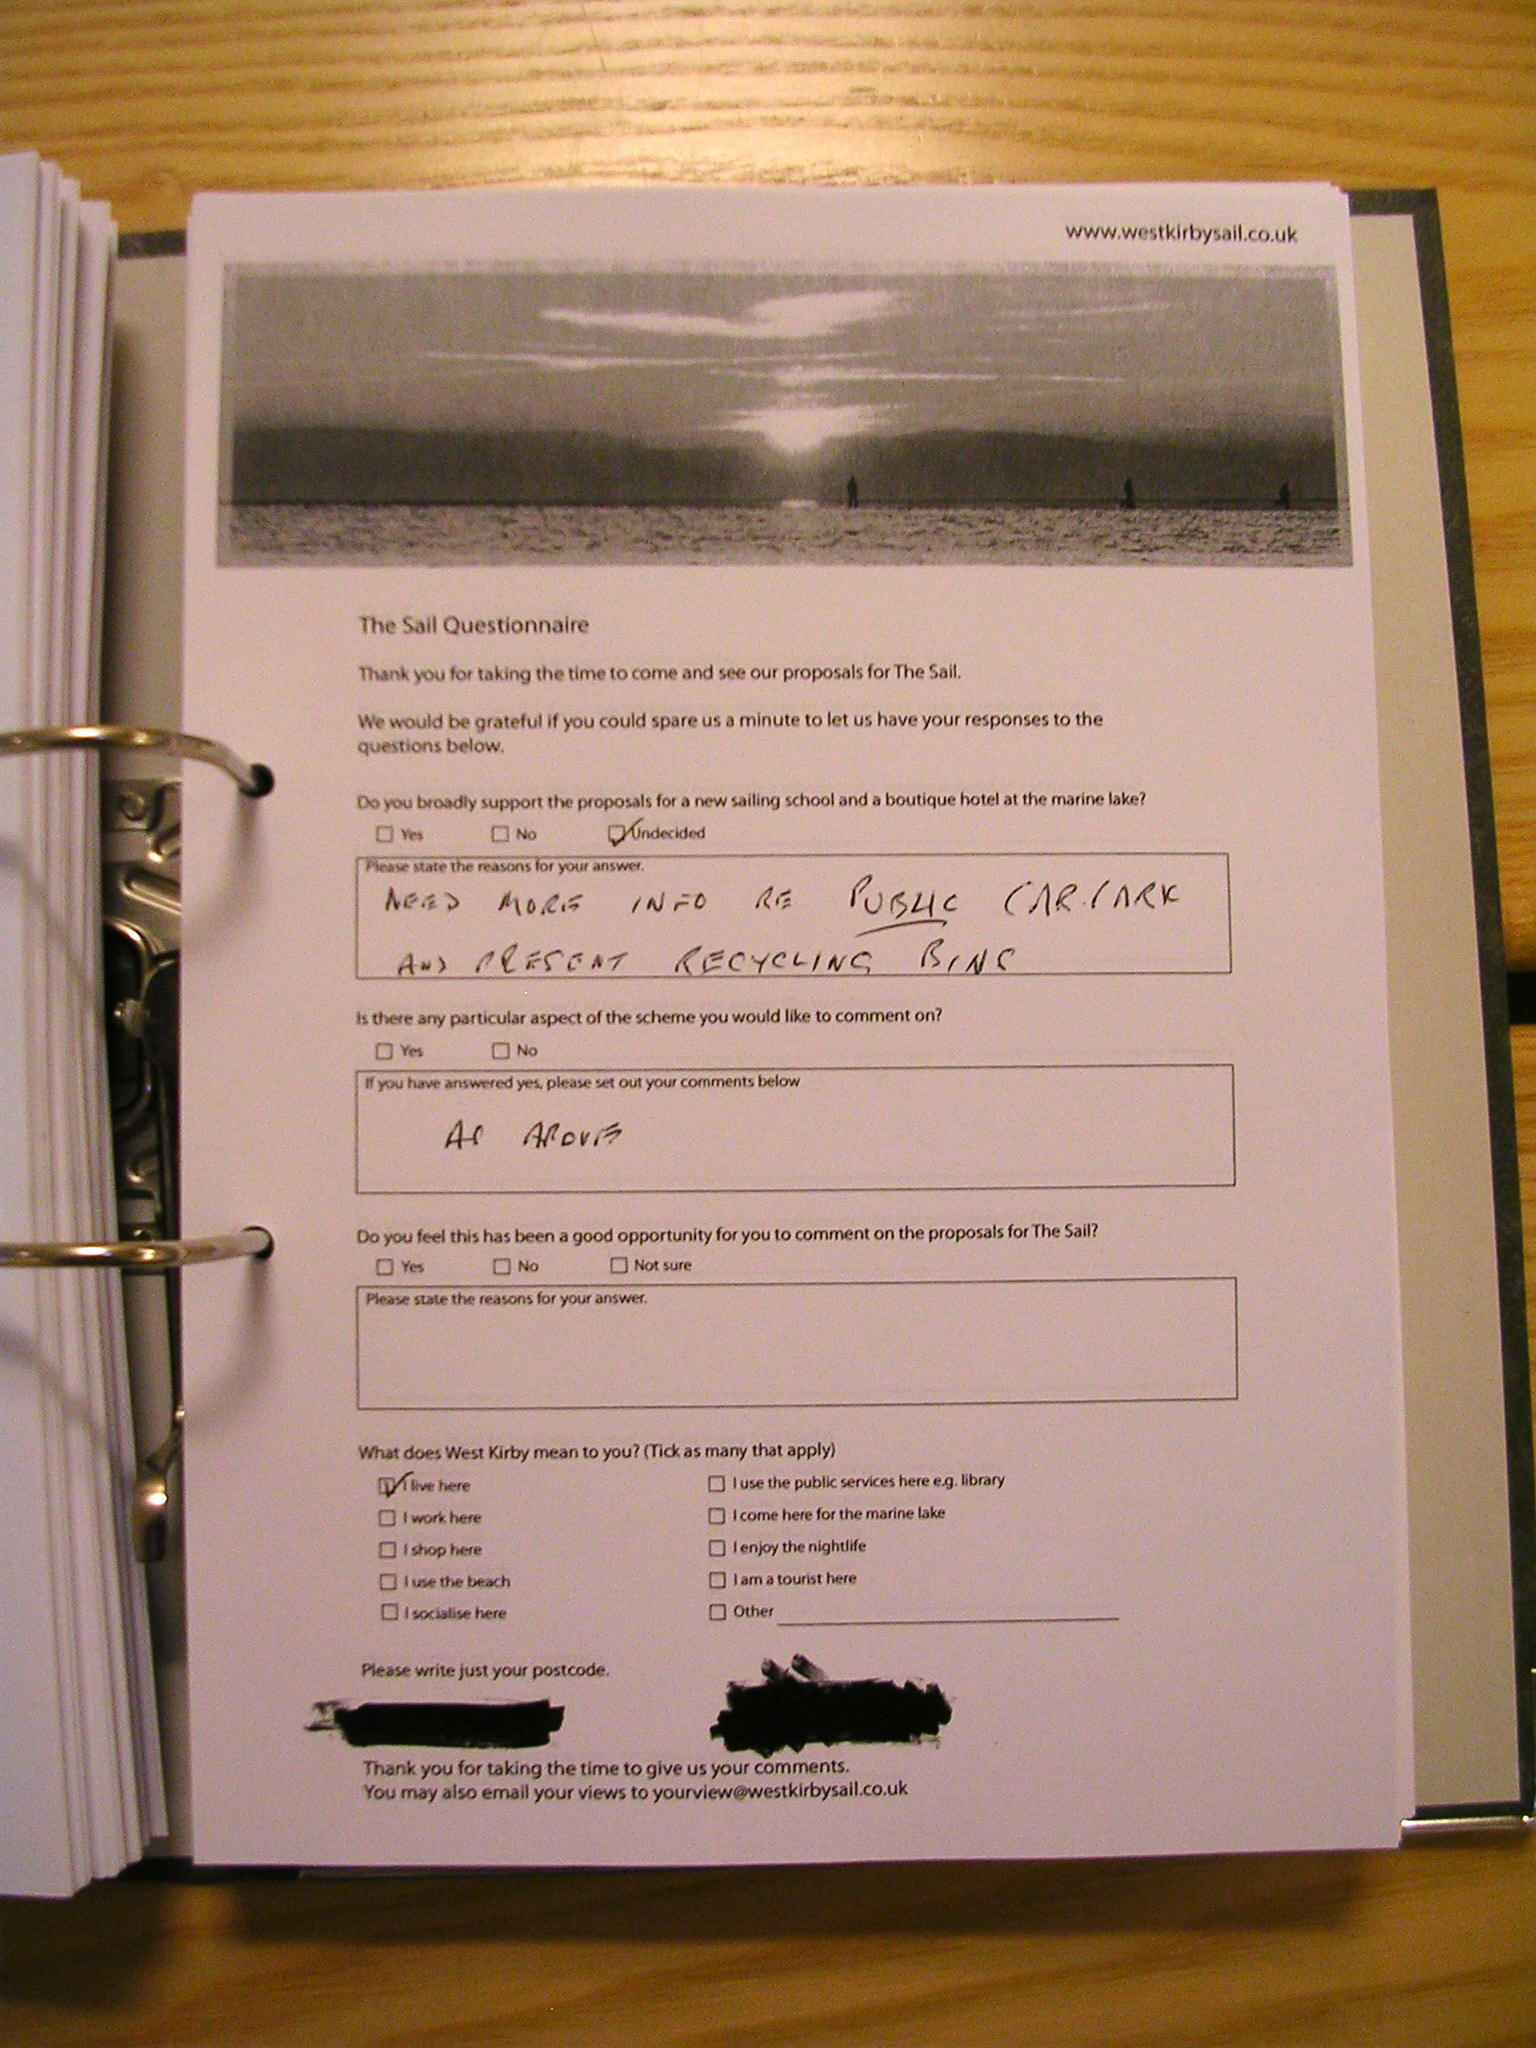 www.westkirbysail.co.uk
The Sail Questionnaire
Thank you for taking the time to come and see our proposals for The Sail.
We would be grateful if you could spare us a minute to let us have your responses to the
questions below.
Do you broadly support the proposals for a new sailing school and a boutique hotel at the marine lake?
Yes No Undecided
Please state the reasons for your answer.
NEED MORE INFO RE PUBLIC CAR.PARK
AND PRESENT RECYCLING BINS
Is there any particular aspect of the scheme you would like to comment on?
Yes No
If you have answered yes, please set out your comments below
AS ABOVE
Do you feel this has been a good opportunity for you to comment on the proposals for The Sail?
Yes No Not sure
Please state the reasons for your answer.
What does West Kirby mean to you? (Tick as many that apply)
I live here
I work here
I shop here
I use the beach
I socialise here
I use the public services here e.g. library
I come here for the marine lake
I enjoy the nightlife
I am a tourist here
Other
Please write just your postcode.
Thank you for taking the time to give us your comments.
You may also email your views to yourview@westkirbysail.co.uk